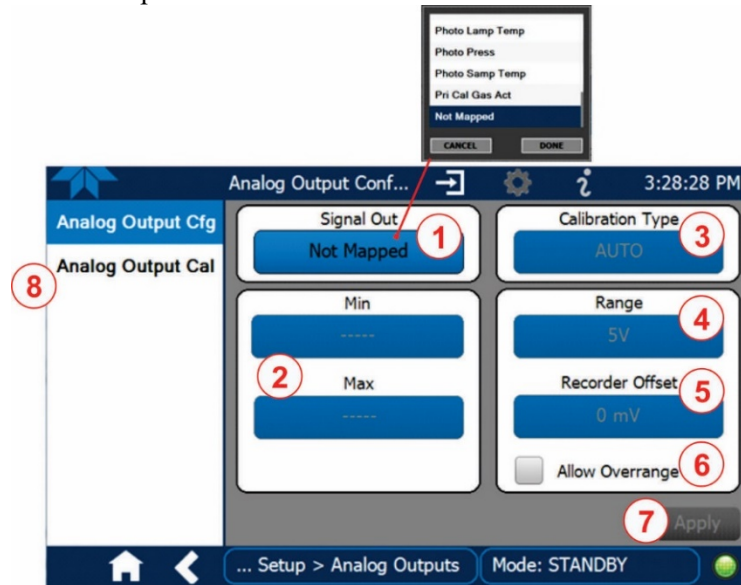 Photo Lamp Temp
Photo Press
Photo Samp Temp
Pri Cal Gas Act
Not Mapped
CANCEL DONE
Analog Output Conf... i 3:28:28 PM
Analog Output Cfg
Analog Output Cal
8
Signal Out
Not Mapped
1
Min
-----
2
Max
-----
Calibration Type
AUTO
3
Range
5V
4
Recorder Offset
0 mV
5
Allow Overrange
6
7
Apply
... Setup > Analog Outputs Mode: STANDBY